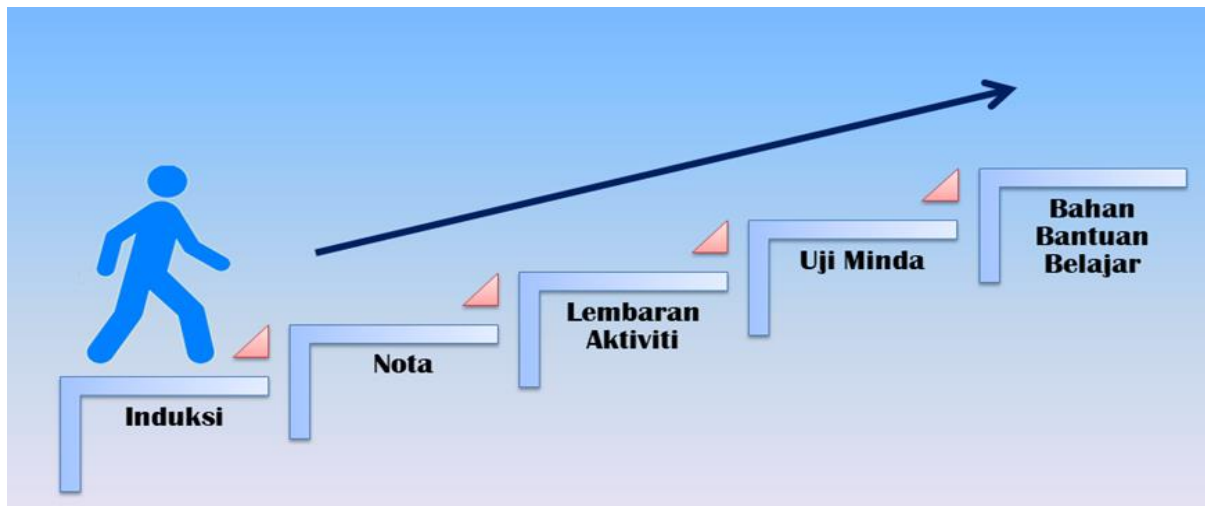 Induksi
Nota
Lembaran
Aktiviti
Uji Minda
Bahan
Bantuan
Belajar